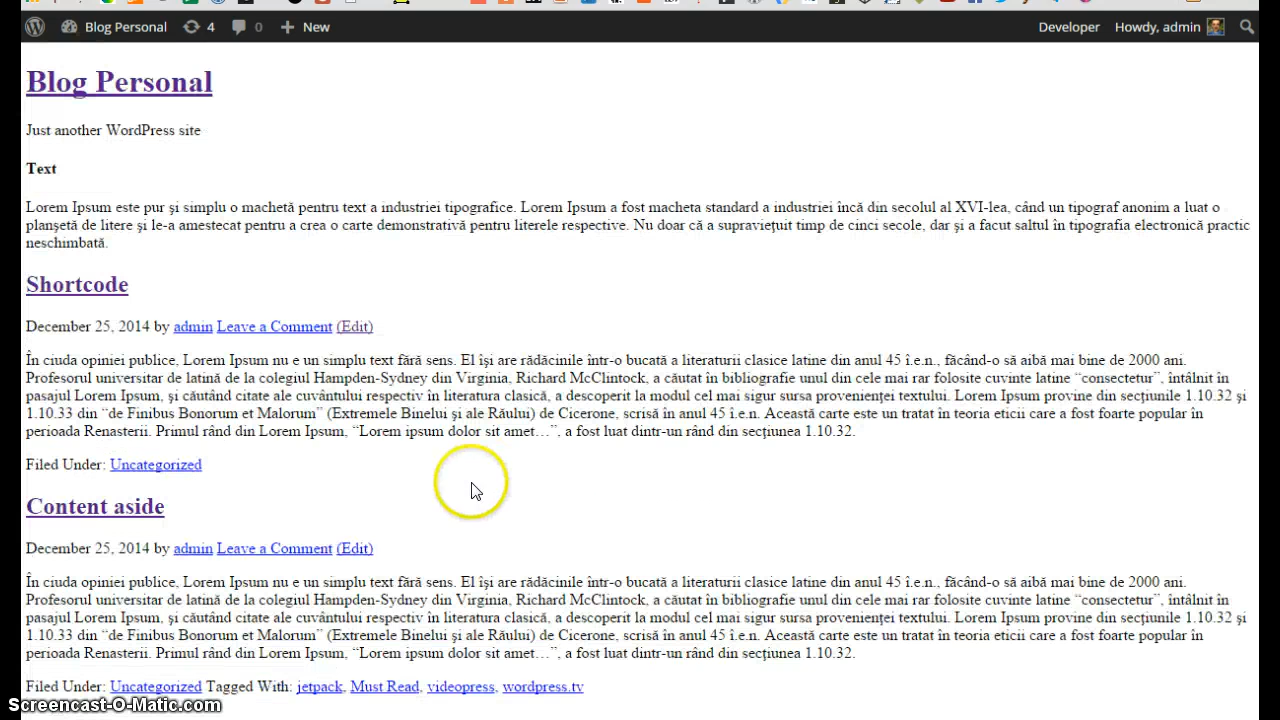 Blog Personal 4 0 New Developer Howdy, admin
Blog Personal
Just another WordPress site
Text
Lorem Ipsum este pur şi simplu o machetă pentru text a industriei tipografice. Lorem Ipsum a fost macheta standard a industriei încă din secolul al XVI-lea, când un tipograf anonim a luat o
planşetă de litere şi le-a amestecat pentru a crea o carte demonstrativă pentru literele respective. Nu doar că a supravieţuit timp de cinci secole, dar şi a facut saltul în tipografia electronică practic
neschimbată.
Shortcode
December 25, 2014 by admin Leave a Comment (Edit)
În ciuda opiniei publice, Lorem Ipsum nu e un simplu text fără sens. El îşi are rădăcinile într-o bucată a literaturii clasice latine din anul 45 î.e.n., făcând-o să aibă mai bine de 2000 ani.
Profesorul universitar de latină de la colegiul Hampden-Sydney din Virginia, Richard McClintock, a căutat în bibliografie unul din cele mai rar folosite cuvinte latine “consectetur”, întâlnit în
pasajul Lorem Ipsum, şi căutând citate ale cuvântului respectiv în literatura clasică, a descoperit la modul cel mai sigur sursa provenienţei textului. Lorem Ipsum provine din secţiunile 1.10.32 şi
1.10.33 din “de Finibus Bonorum et Malorum” (Extremele Binelui şi ale Răului) de Cicerone, scrisă în anul 45 î.e.n. Această carte este un tratat în teoria eticii care a fost foarte popular în
perioada Renasterii. Primul rând din Lorem Ipsum, “Lorem ipsum dolor sit amet…”, a fost luat dintr-un rând din secţiunea 1.10.32.
Filed Under: Uncategorized
Content aside
December 25, 2014 by admin Leave a Comment (Edit)
În ciuda opiniei publice, Lorem Ipsum nu e un simplu text fără sens. El îşi are rădăcinile într-o bucată a literaturii clasice latine din anul 45 î.e.n., făcând-o să aibă mai bine de 2000 ani.
Profesorul universitar de latină de la colegiul Hampden-Sydney din Virginia, Richard McClintock, a căutat în bibliografie unul din cele mai rar folosite cuvinte latine “consectetur”, întâlnit în
pasajul Lorem Ipsum, şi căutând citate ale cuvântului respectiv în literatura clasică, a descoperit la modul cel mai sigur sursa provenienţei textului. Lorem Ipsum provine din secţiunile 1.10.32 şi
1.10.33 din “de Finibus Bonorum et Malorum” (Extremele Binelui şi ale Răului) de Cicerone, scrisă în anul 45 î.e.n. Această carte este un tratat în teoria eticii care a fost foarte popular în
perioada Renasterii. Primul rând din Lorem Ipsum, “Lorem ipsum dolor sit amet…”, a fost luat dintr-un rând din secţiunea 1.10.32.
Filed Under: Uncategorized Tagged With: jetpack, Must Read, videopress, wordpress.tv
Screencast-O-Matic.com